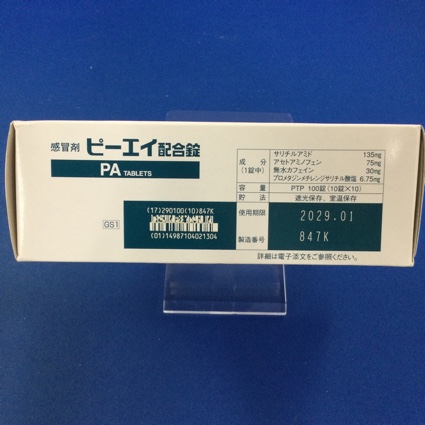 感冒剤 ピーエイ配合錠
PA TABLETS
GS1
(17)290100(10)847K
(01)14987104021304
成分(1錠中)
サリチルアミド 135mg
アセトアミノフェン 75mg
無水カフェイン 30mg
プロメタジンメチレンジサリチル酸塩 6.75mg
容量 PTP 100錠(10錠×10)
貯法 遮光保存、室温保存
使用期限 2029.01
製造番号 847K
詳細は電子添文をご参照ください。